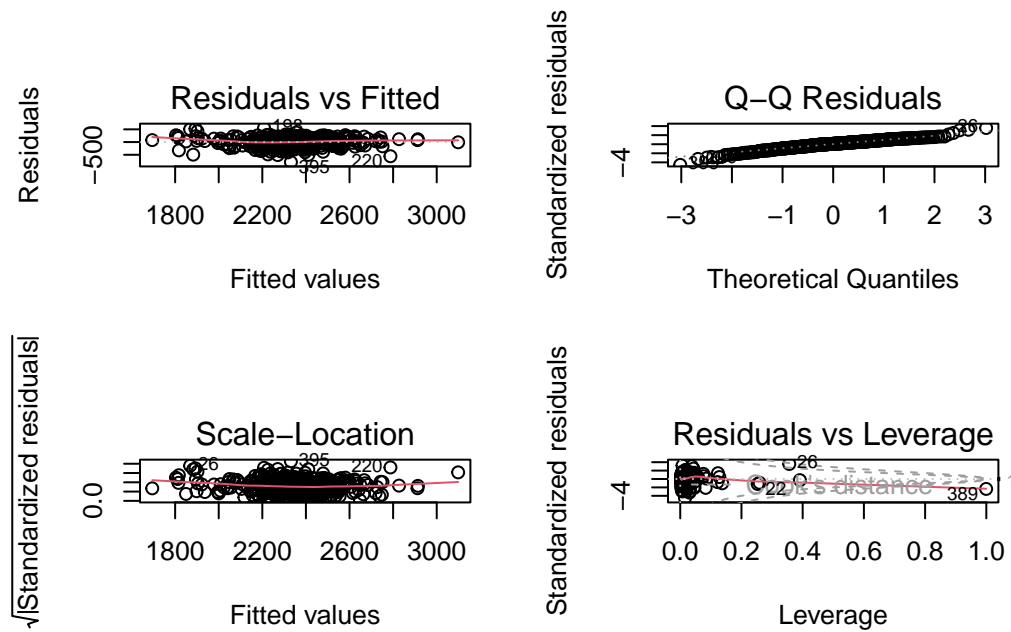 Residuals vs Fitted
Residuals
−500
198
395
220
1800 2200 2600 3000
Fitted values
Q−Q Residuals
Standardized residuals
−4
26
−3 −1 0 1 2 3
Theoretical Quantiles
Scale−Location
√|Standardized residuals|
0.0
26
395
220
1800 2200 2600 3000
Fitted values
Residuals vs Leverage
Standardized residuals
−4
Cook's distance
26
22
389
0.0 0.2 0.4 0.6 0.8 1.0
Leverage